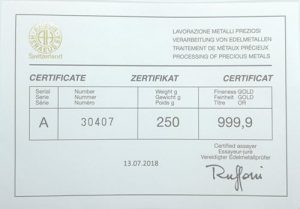 LAVORAZIONE METALLI PREZIOSI
VERARBEITUNG VON EDELMETALLEN
TRAITEMENT DE MÉTAUX PRÉCIEUX
PROCESSING OF PRECIOUS METALS
Switzerland
CERTIFICATE ZERTIFIKAT CERTIFICAT
Serial Number Weight g Fineness GOLD
Serie Nummer Gewicht g Feinheit GOLD
Série Numéro Poids g Titre OR
A 30407 250 999,9
Certified assayer
Essayeur-juré
Vereidigter Edelmetallprüfer
13.07.2018
Ruffoni